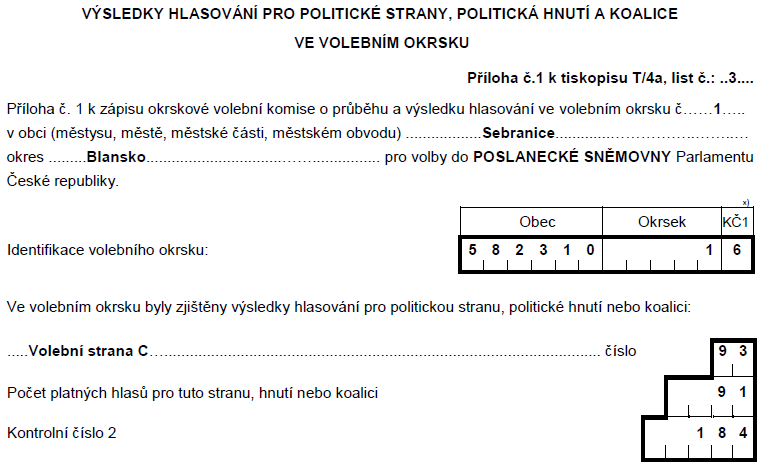 VÝSLEDKY HLASOVÁNÍ PRO POLITICKÉ STRANY, POLITICKÁ HNUTÍ A KOALICE
VE VOLEBNÍM OKRSKU
Příloha č.1 k tiskopisu T/4a, list č.: ..3....
Příloha č. 1 k zápisu okrskové volební komise o průběhu a výsledku hlasování ve volebním okrsku č……1…..
v obci (městysu, městě, městské části, městském obvodu) ..................Sebranice.............................................
okres .........Blansko....................................................... pro volby do POSLANECKÉ SNĚMOVNY Parlamentu
České republiky.
x)
Obec Okrsek KČ1
Identifikace volebního okrsku: 5 8 2 3 1 0 1 6
Ve volebním okrsku byly zjištěny výsledky hlasování pro politickou stranu, politické hnutí nebo koalici:
.....Volební strana C…....................................................................................................... číslo 9 3
Počet platných hlasů pro tuto stranu, hnutí nebo koalici 9 1
Kontrolní číslo 2 1 8 4